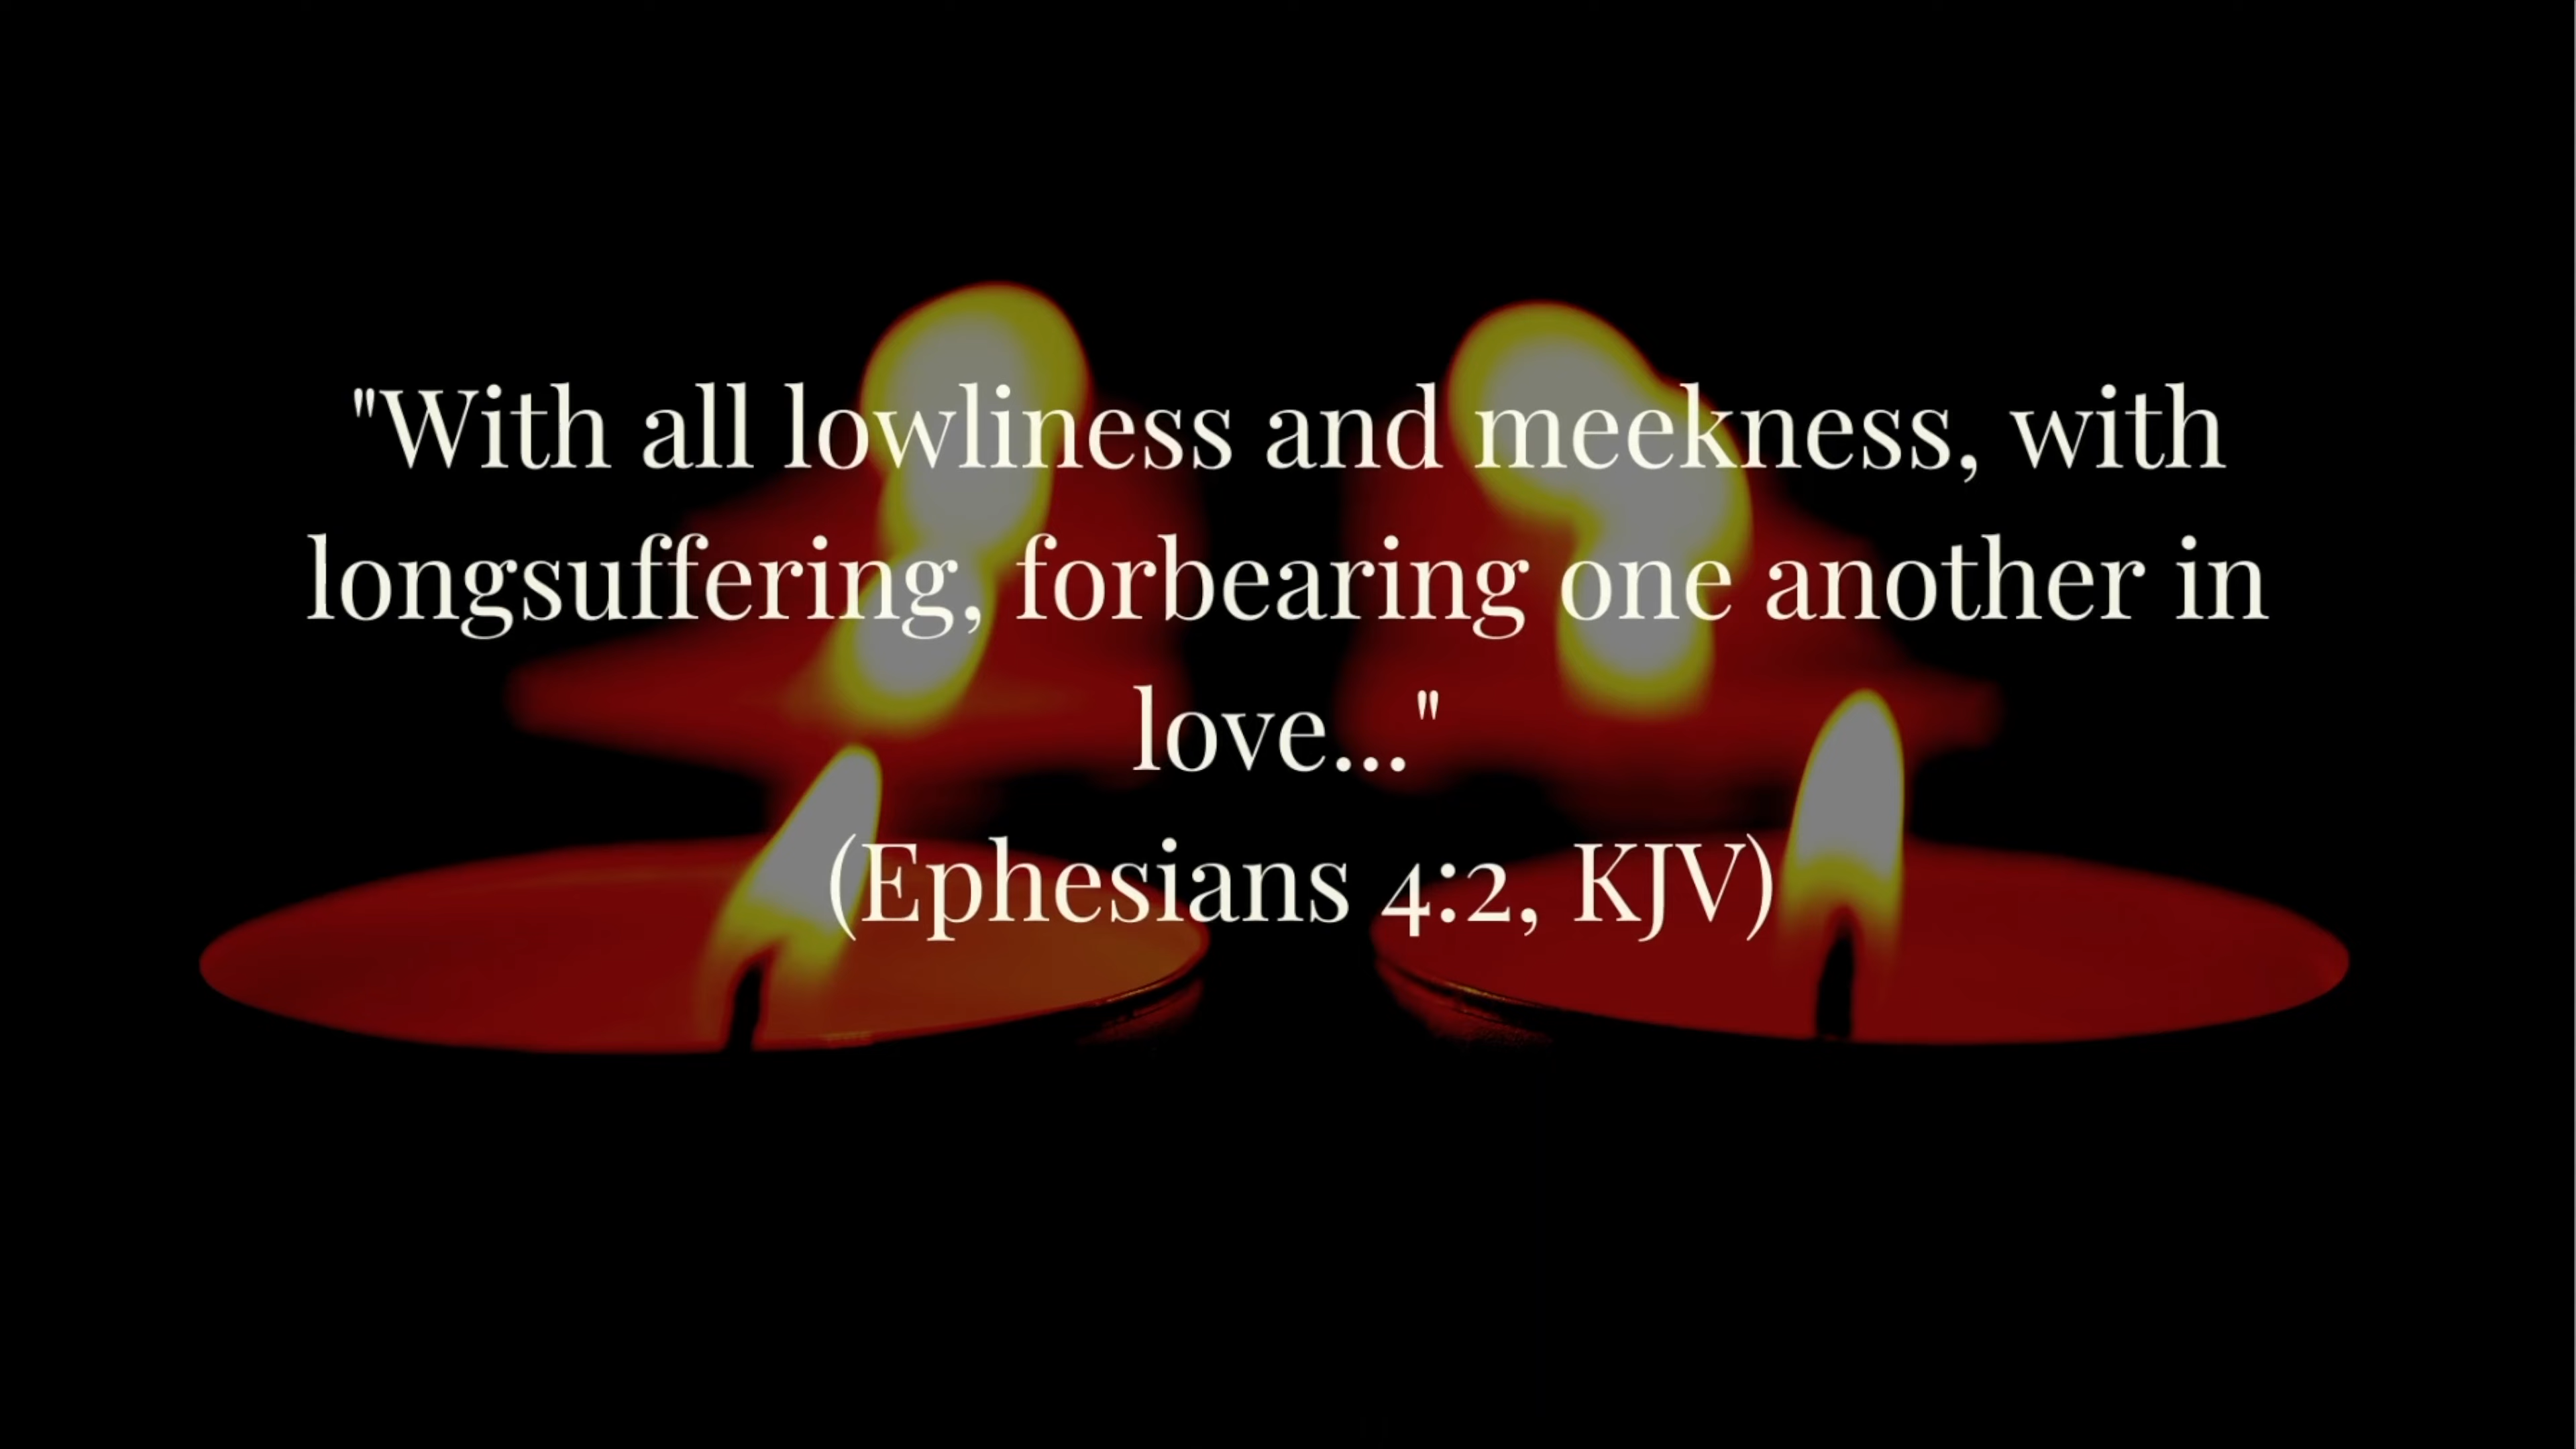 "With all lowliness and meekness, with
longsuffering, forbearing one another in
love..."
(Ephesians 4:2, KJV)